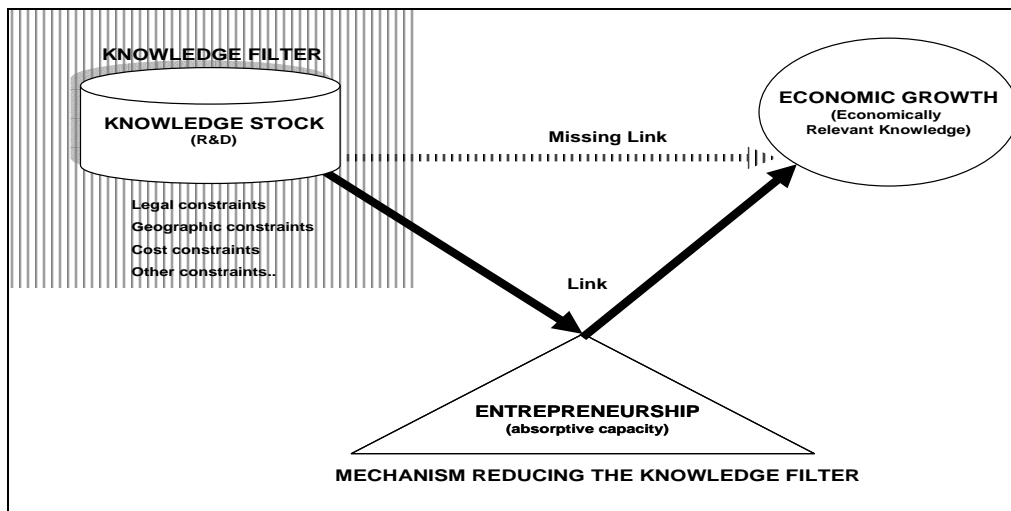 KNOWLEDGE FILTER
KNOWLEDGE STOCK
(R&D)
Legal constraints
Geographic constraints
Cost constraints
Other constraints..
Missing Link
ECONOMIC GROWTH
(Economically
Relevant Knowledge)
Link
ENTREPRENEURSHIP
(absorptive capacity)
MECHANISM REDUCING THE KNOWLEDGE FILTER